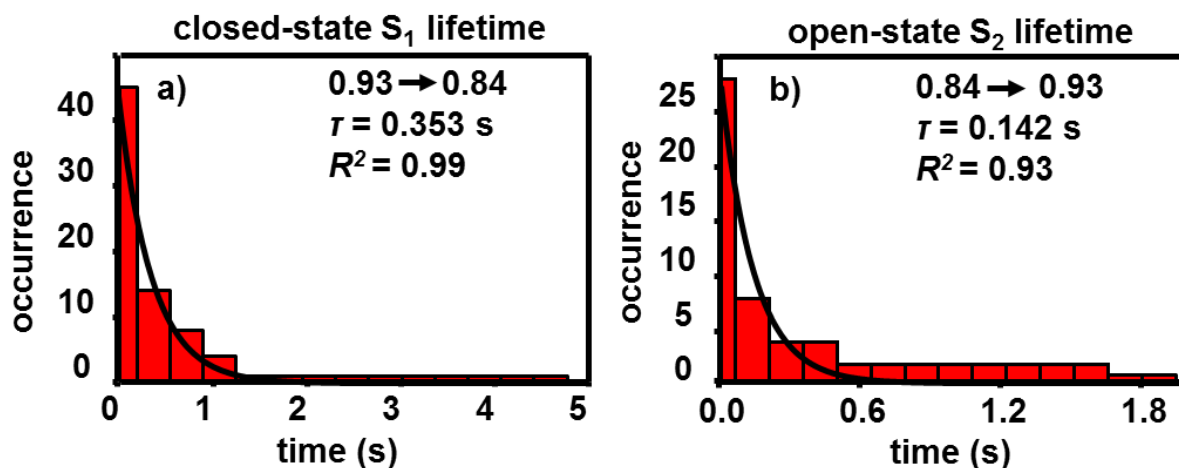 closed-state S₁ lifetime
a)
0.93 → 0.84
τ = 0.353 s
R² = 0.99
occurrence
40
30
20
10
0
0 1 2 3 4 5
time (s)
open-state S₂ lifetime
b)
0.84 → 0.93
τ = 0.142 s
R² = 0.93
occurrence
25
20
15
10
5
0
0.0 0.6 1.2 1.8
time (s)